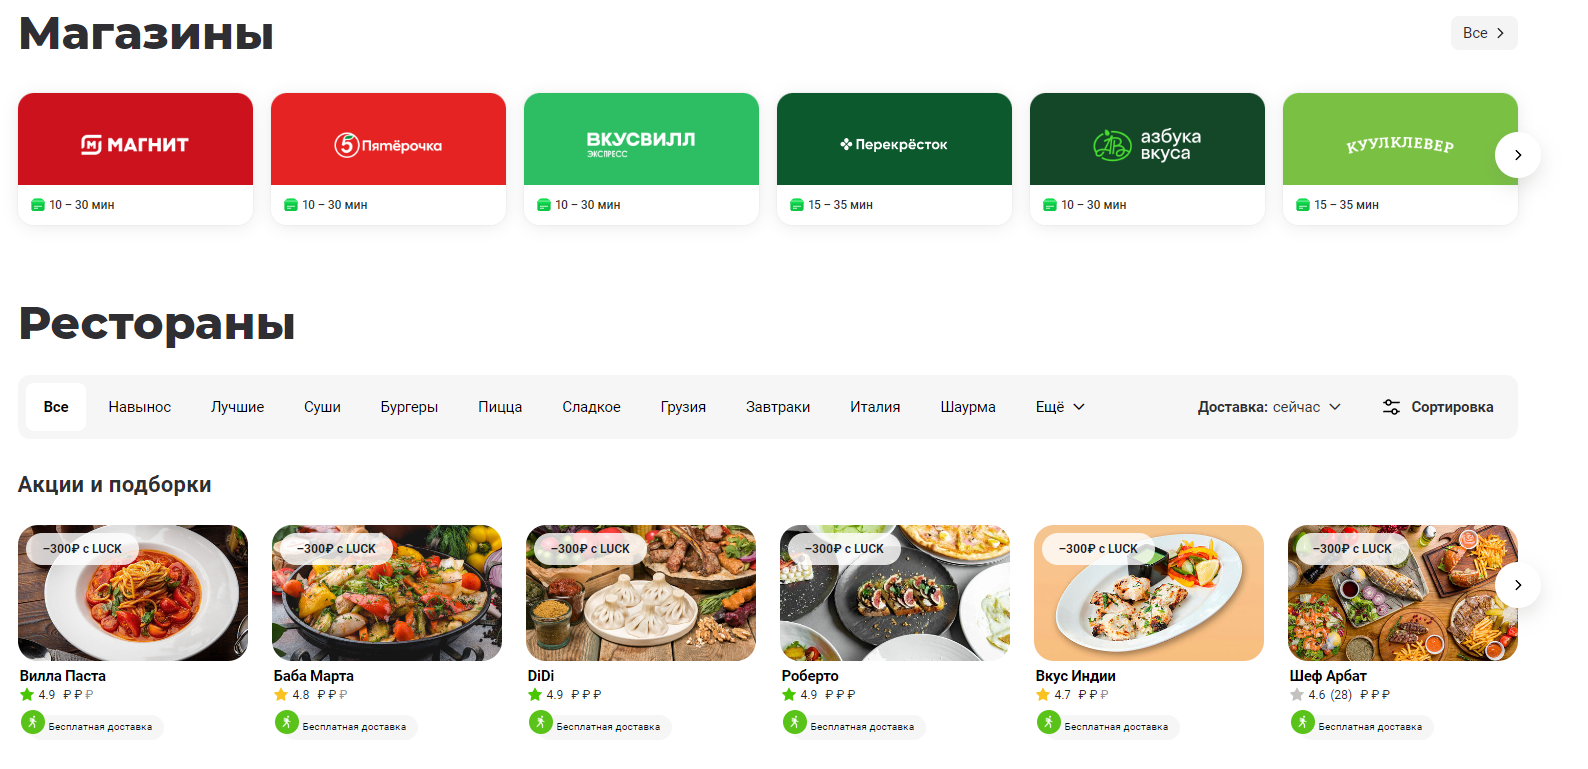 Магазины
Все
МАГНИТ
5 Пятёрочка
ВКУСВИЛЛ
ЭКСПРЕСС
Перекрёсток
АВ азбука
вкуса
КУУЛКЛЕВЕР
10 – 30 мин
10 – 30 мин
10 – 30 мин
15 – 35 мин
10 – 30 мин
15 – 35 мин
Рестораны
Все Навынос Лучшие Суши Бургеры Пицца Сладкое Грузия Завтраки Италия Шаурма Ещё Доставка: сейчас Сортировка
Акции и подборки
−300₽ с LUCK
−300₽ с LUCK
−300₽ с LUCK
−300₽ с LUCK
−300₽ с LUCK
−300₽ с LUCK
Вилла Паста
4.9 ₽₽₽
Бесплатная доставка
Баба Марта
4.8 ₽₽₽
Бесплатная доставка
DiDi
4.9 ₽₽₽
Бесплатная доставка
Роберто
4.9 ₽₽₽
Бесплатная доставка
Вкус Индии
4.7 ₽₽₽
Бесплатная доставка
Шеф Арбат
4.6 (28) ₽₽₽
Бесплатная доставка